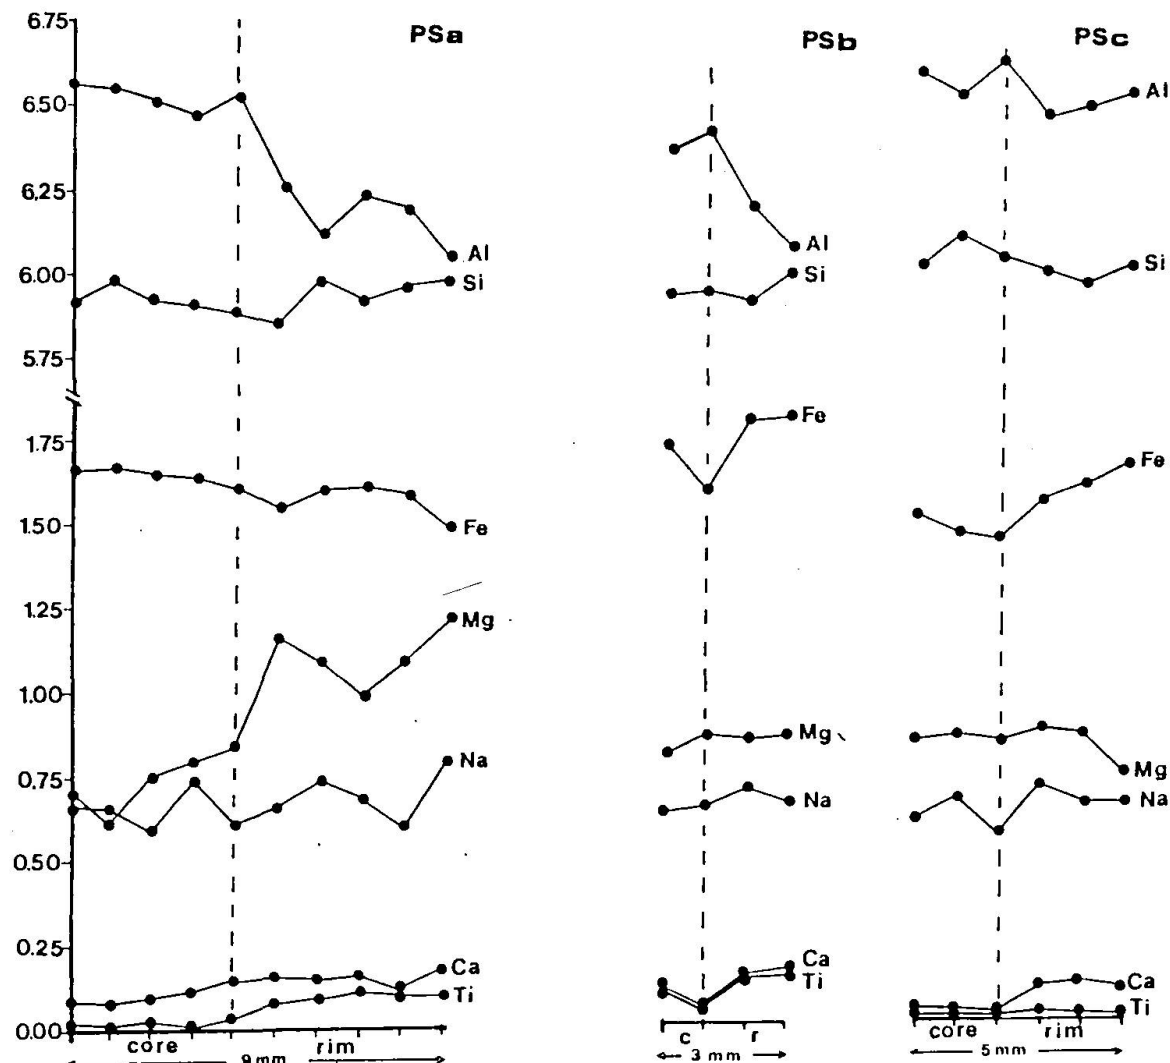 PSa
PSb
PSc
6.75
6.50
6.25
6.00
5.75
1.75
1.50
1.25
1.00
0.75
0.50
0.25
0.00
Al
Si
Fe
Mg
Na
Ca
Ti
core rim
9 mm
Al
Si
Fe
Mg
Na
Ca
Ti
c r
3 mm
Al
Si
Fe
Mg
Na
Ca
Ti
core rim
5 mm